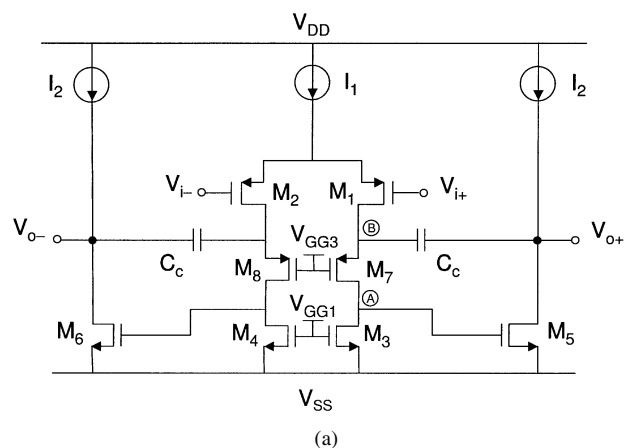 V_DD
I_2 I_1 I_2
V_i- M_2 M_1 V_i+
V_o- C_c V_GG3 B C_c V_o+
M_8 M_7
A
M_6 V_GG1 M_5
M_4 M_3
V_SS
(a)